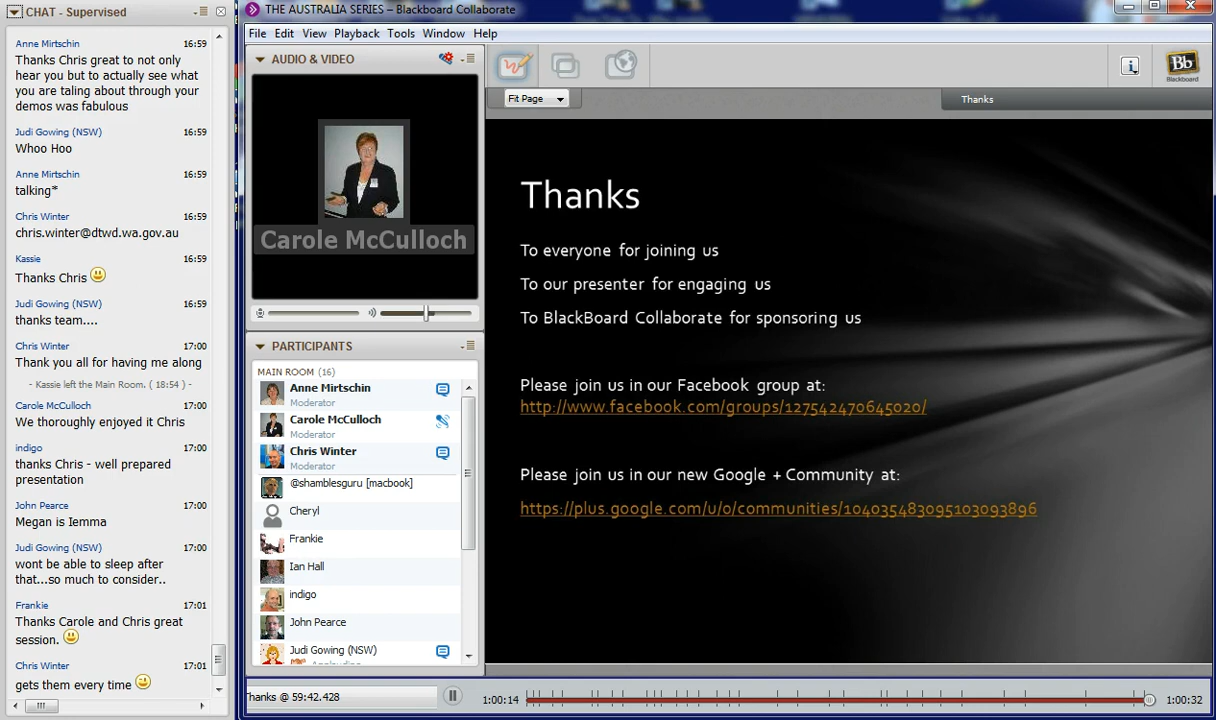 CHAT - Supervised
Anne Mirtschin 16:59
Thanks Chris great to not only
hear you but to actually see what
you are taling about through your
demos was fabulous
Judi Gowing (NSW) 16:59
Whoo Hoo
Anne Mirtschin 16:59
talking*
Chris Winter 16:59
chris.winter@dtwd.wa.gov.au
Kassie 16:59
Thanks Chris
Judi Gowing (NSW) 16:59
thanks team....
Chris Winter 17:00
Thank you all for having me along
- Kassie left the Main Room. ( 18:54 ) -
Carole McCulloch 17:00
We thoroughly enjoyed it Chris
indigo 17:00
thanks Chris - well prepared
presentation
John Pearce 17:00
Megan is Iemma
Judi Gowing (NSW) 17:00
wont be able to sleep after
that...so much to consider..
Frankie 17:01
Thanks Carole and Chris great
session.
Chris Winter 17:01
gets them every time
THE AUSTRALIA SERIES – Blackboard Collaborate
File Edit View Playback Tools Window Help
AUDIO & VIDEO
Carole McCulloch
PARTICIPANTS
MAIN ROOM (16)
Anne Mirtschin
Moderator
Carole McCulloch
Moderator
Chris Winter
Moderator
@shamblesguru [macbook]
Cheryl
Frankie
Ian Hall
indigo
John Pearce
Judi Gowing (NSW)
Applauding
Bb
Blackboard
Fit Page
Thanks
Thanks
To everyone for joining us
To our presenter for engaging us
To BlackBoard Collaborate for sponsoring us
Please join us in our Facebook group at:
http://www.facebook.com/groups/127542470645020/
Please join us in our new Google + Community at:
https://plus.google.com/u/0/communities/104035483095103093896
Thanks @ 59:42.428
1:00:14
1:00:32